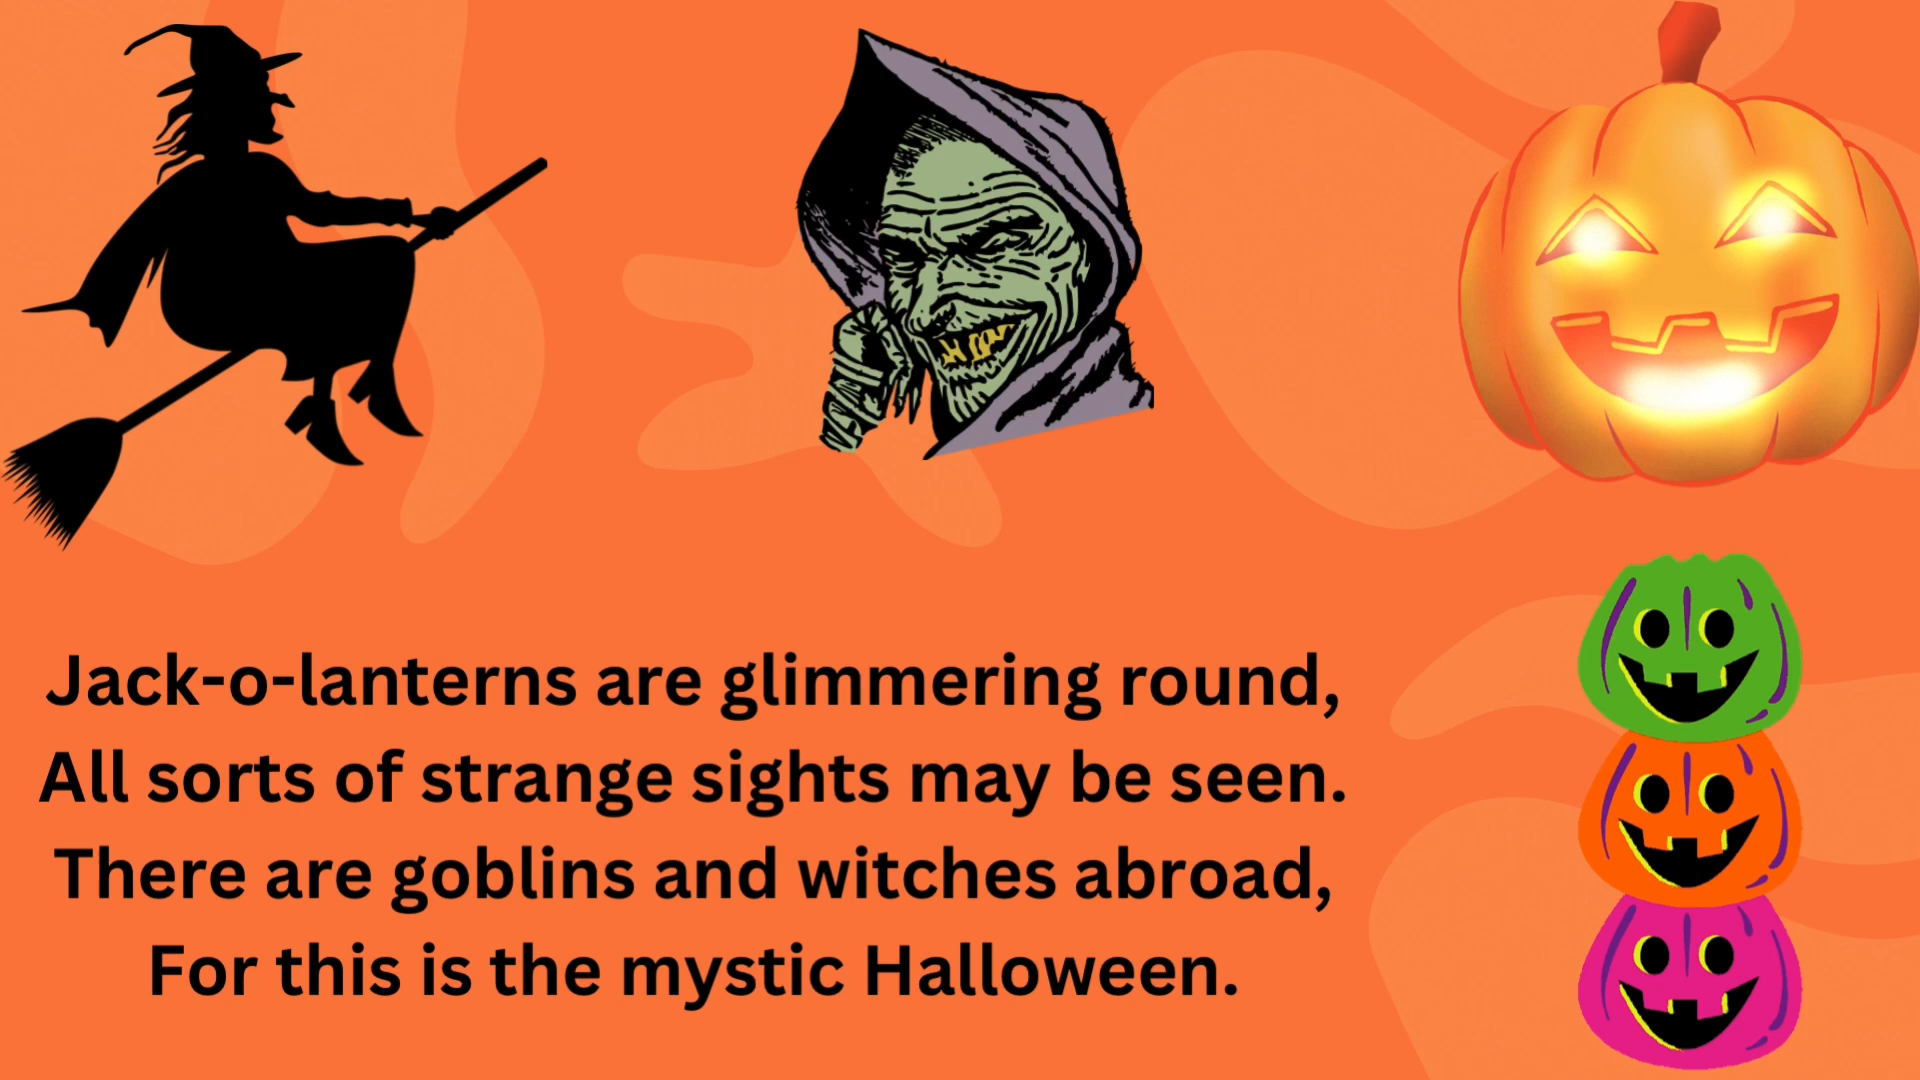 Jack-o-lanterns are glimmering round,
All sorts of strange sights may be seen.
There are goblins and witches abroad,
For this is the mystic Halloween.